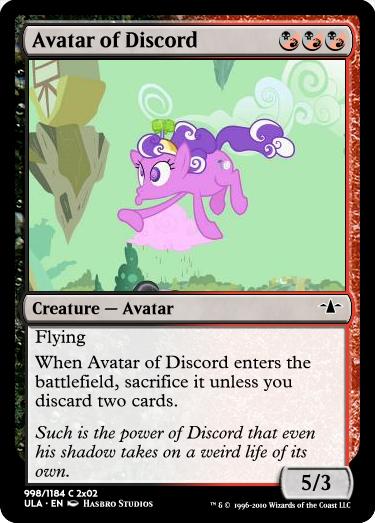 Avatar of Discord
Creature — Avatar
Flying
When Avatar of Discord enters the
battlefield, sacrifice it unless you
discard two cards.
Such is the power of Discord that even
his shadow takes on a weird life of its
own.
5/3
998/1184 C 2x02
ULA • EN HASBRO STUDIOS
™ & © 1996-2010 Wizards of the Coast LLC